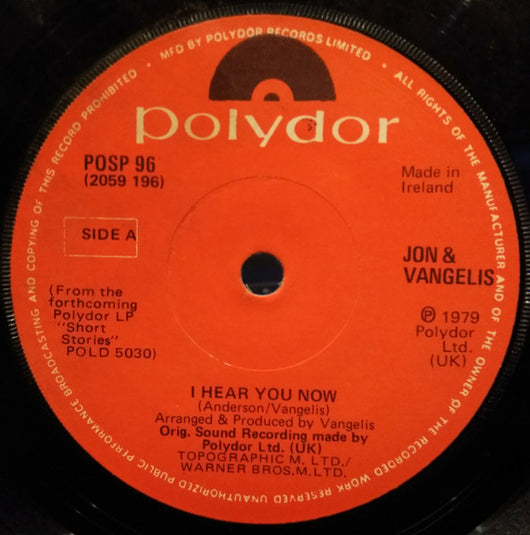 MFD BY POLYDOR RECORDS LIMITED • ALL RIGHTS OF THE MANUFACTURER AND OF THE OWNER OF THE RECORDED WORK RESERVED UNAUTHORIZED PUBLIC PERFORMANCE BROADCASTING AND COPYING OF THIS RECORD PROHIBITED •
polydor
POSP 96
(2059 196)
Made in
Ireland
SIDE A
JON &
VANGELIS
(From the
forthcoming
Polydor LP
"Short
Stories"
POLD 5030)
℗ 1979
Polydor
Ltd.
(UK)
I HEAR YOU NOW
(Anderson/Vangelis)
Arranged & Produced by Vangelis
Orig. Sound Recording made by
Polydor Ltd. (UK)
TOPOGRAPHIC M, LTD./
WARNER BROS.M.LTD.